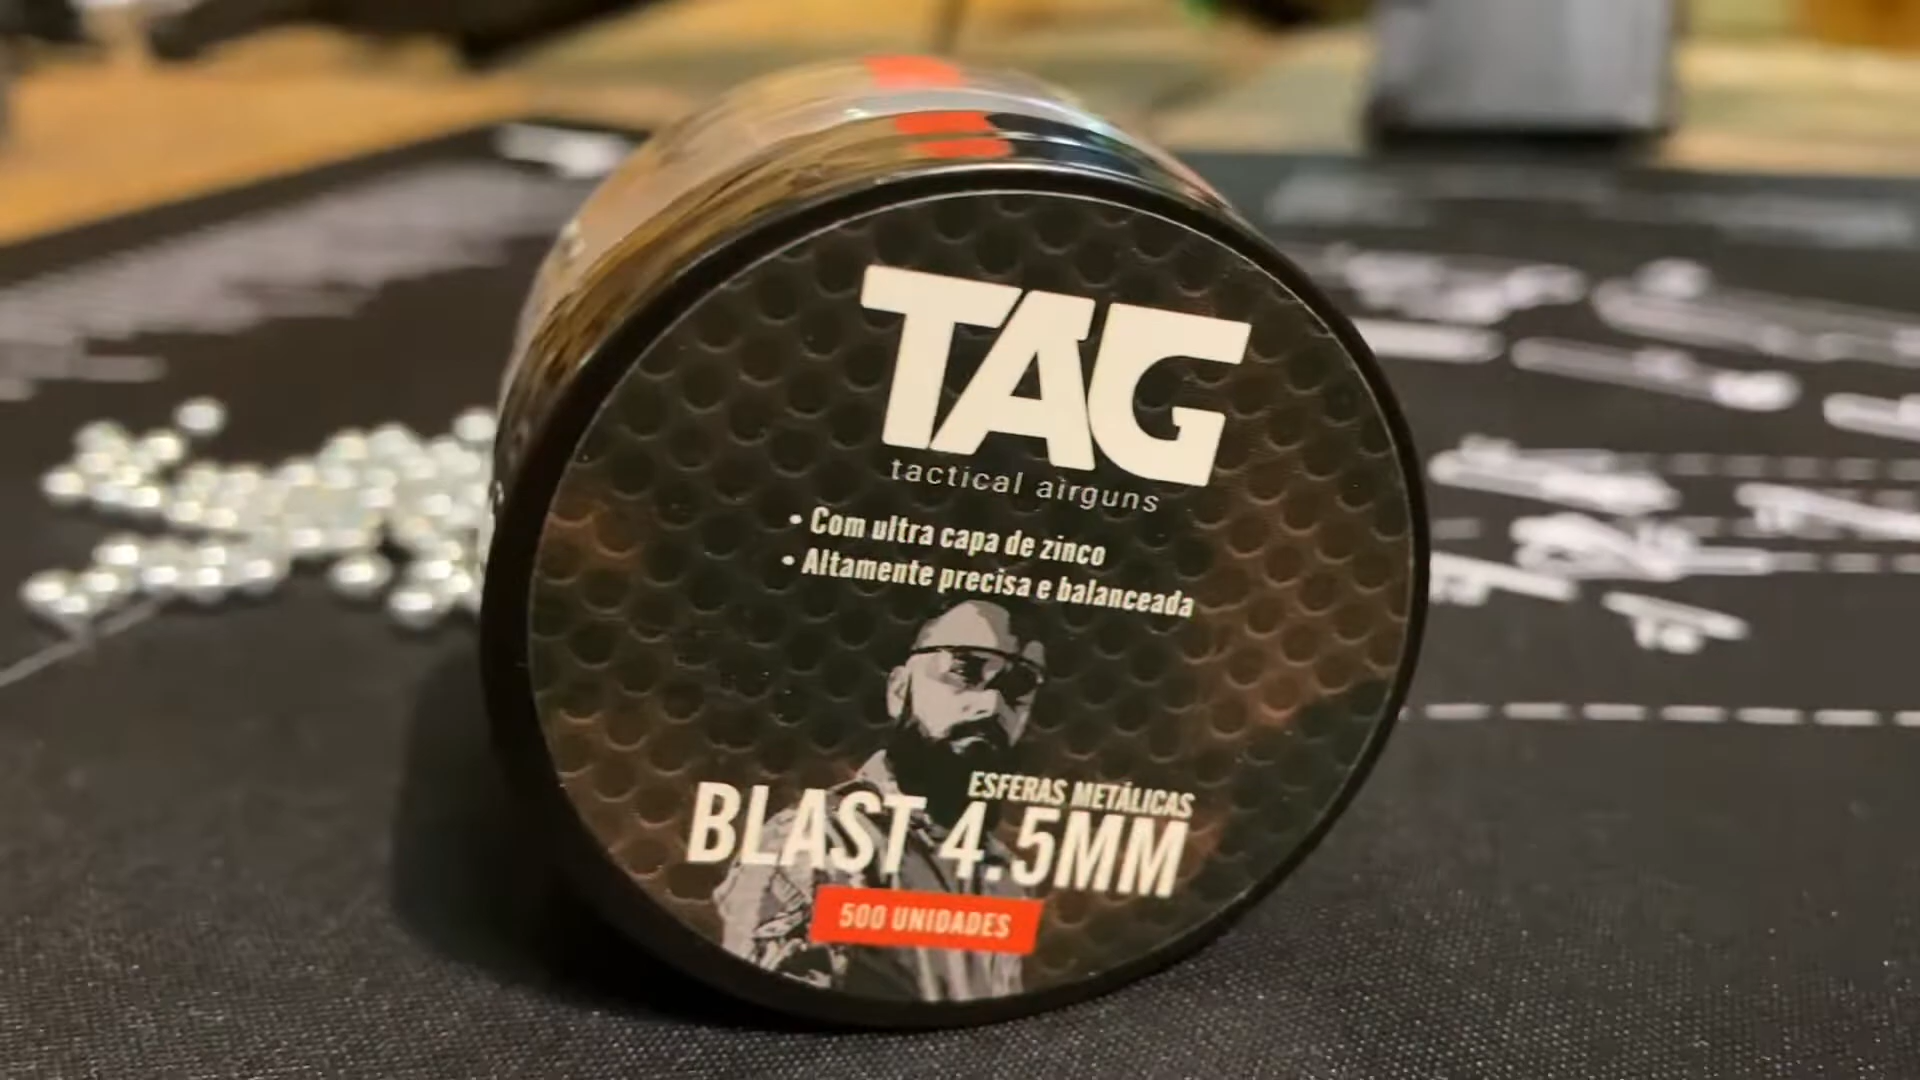 TAG
tactical airguns
• Com ultra capa de zinco
• Altamente precisa e balanceada
ESFERAS METÁLICAS
BLAST 4.5MM
500 UNIDADES